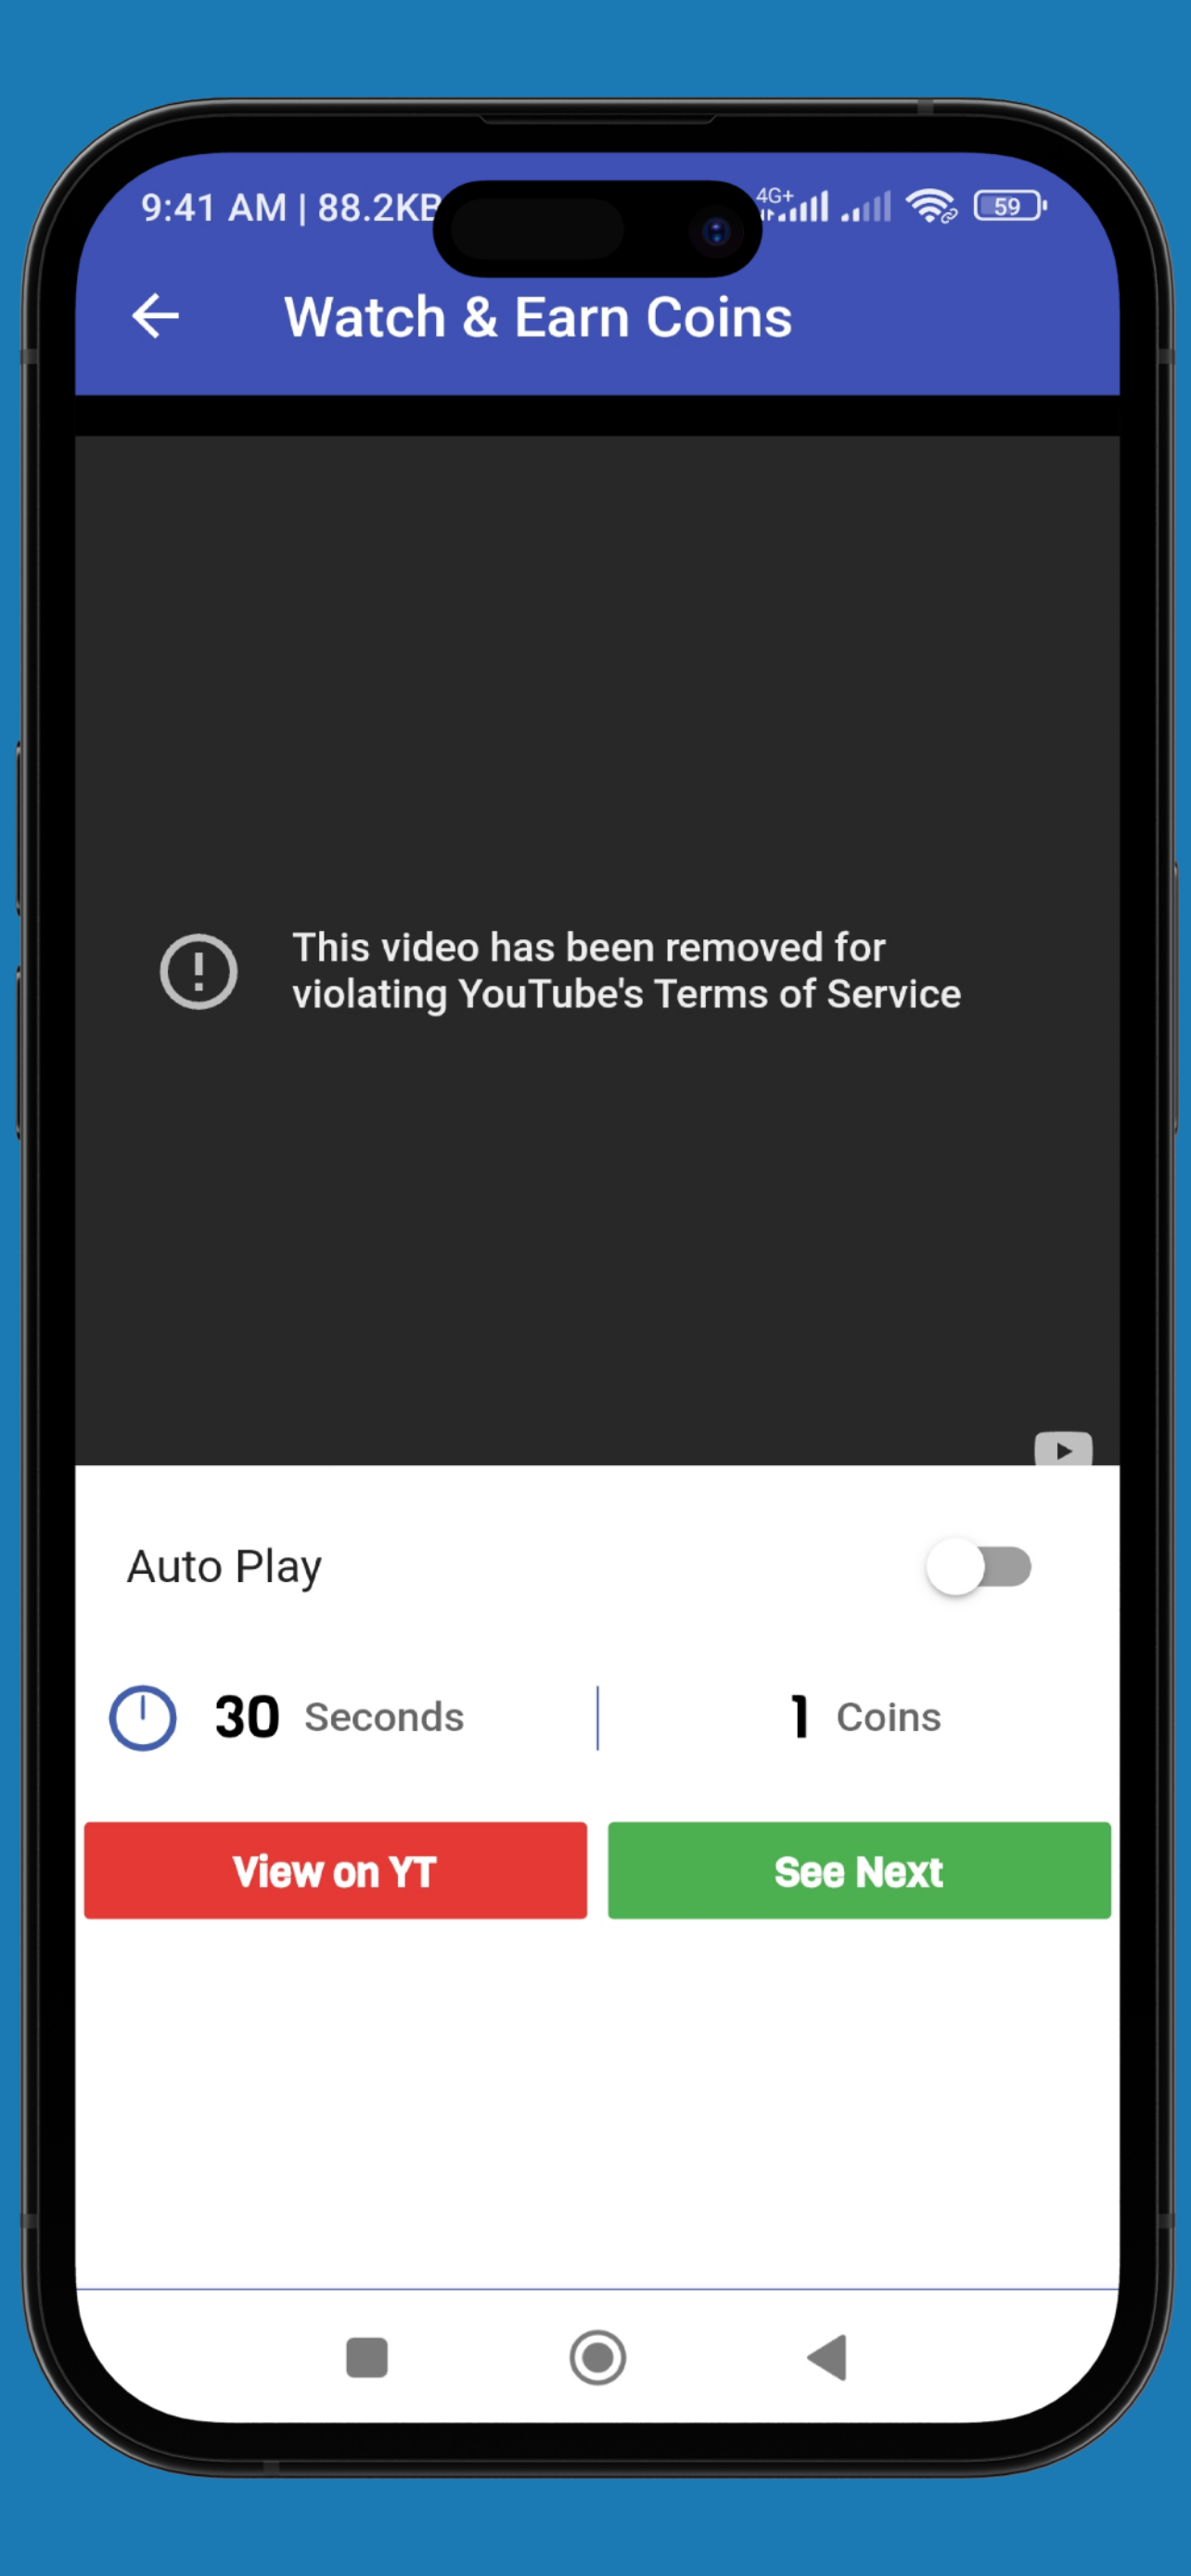 9:41 AM | 88.2KB
4G+
59
Watch & Earn Coins
This video has been removed for
violating YouTube's Terms of Service
Auto Play
30 Seconds
1 Coins
View on YT
See Next